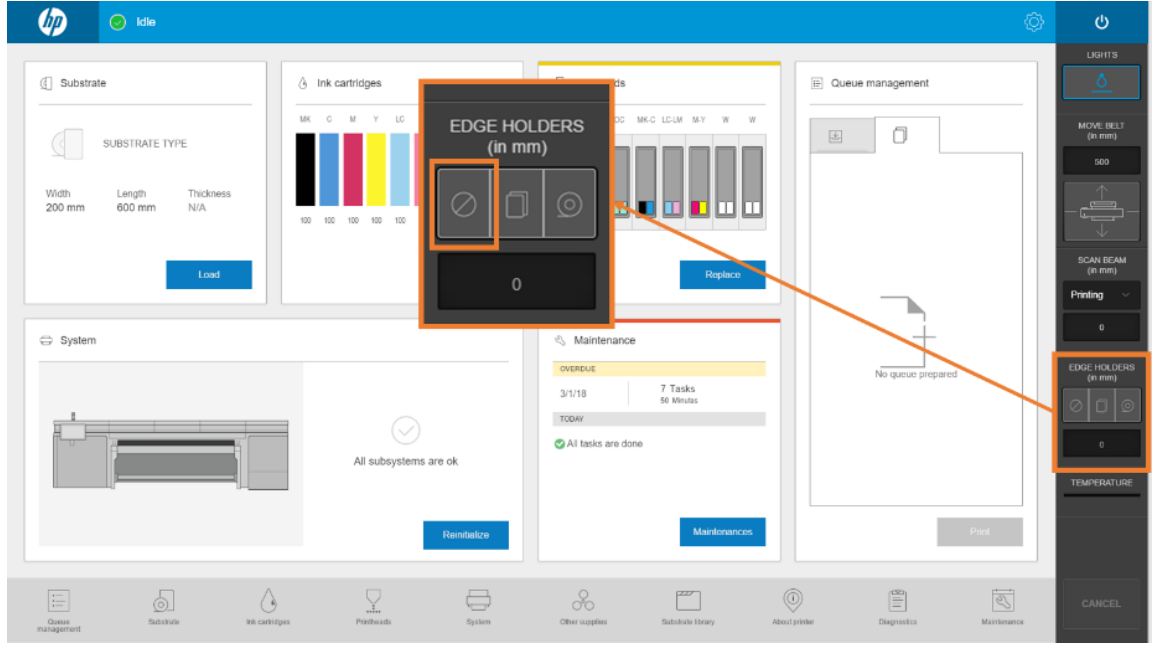 hp
Idle
Substrate
SUBSTRATE TYPE
Width Length Thickness
200 mm 600 mm N/A
Load
Ink cartridges
MK C M Y LC
100 100 100 100 100
EDGE HOLDERS
(in mm)
0
ds
OC MK-C LC-LM M-Y W W
Replace
Queue management
No queue prepared
Print
System
All subsystems are ok
Reinitialize
Maintenance
OVERDUE
3/1/18 7 Tasks
50 Minutes
TODAY
All tasks are done
Maintenances
LIGHTS
MOVE BELT
(in mm)
500
SCAN BEAM
(in mm)
Printing
0
EDGE HOLDERS
(in mm)
0
TEMPERATURE
CANCEL
Queue
management
Substrate
Ink cartridges
Printheads
System
Other supplies
Substrate library
About printer
Diagnostics
Maintenance